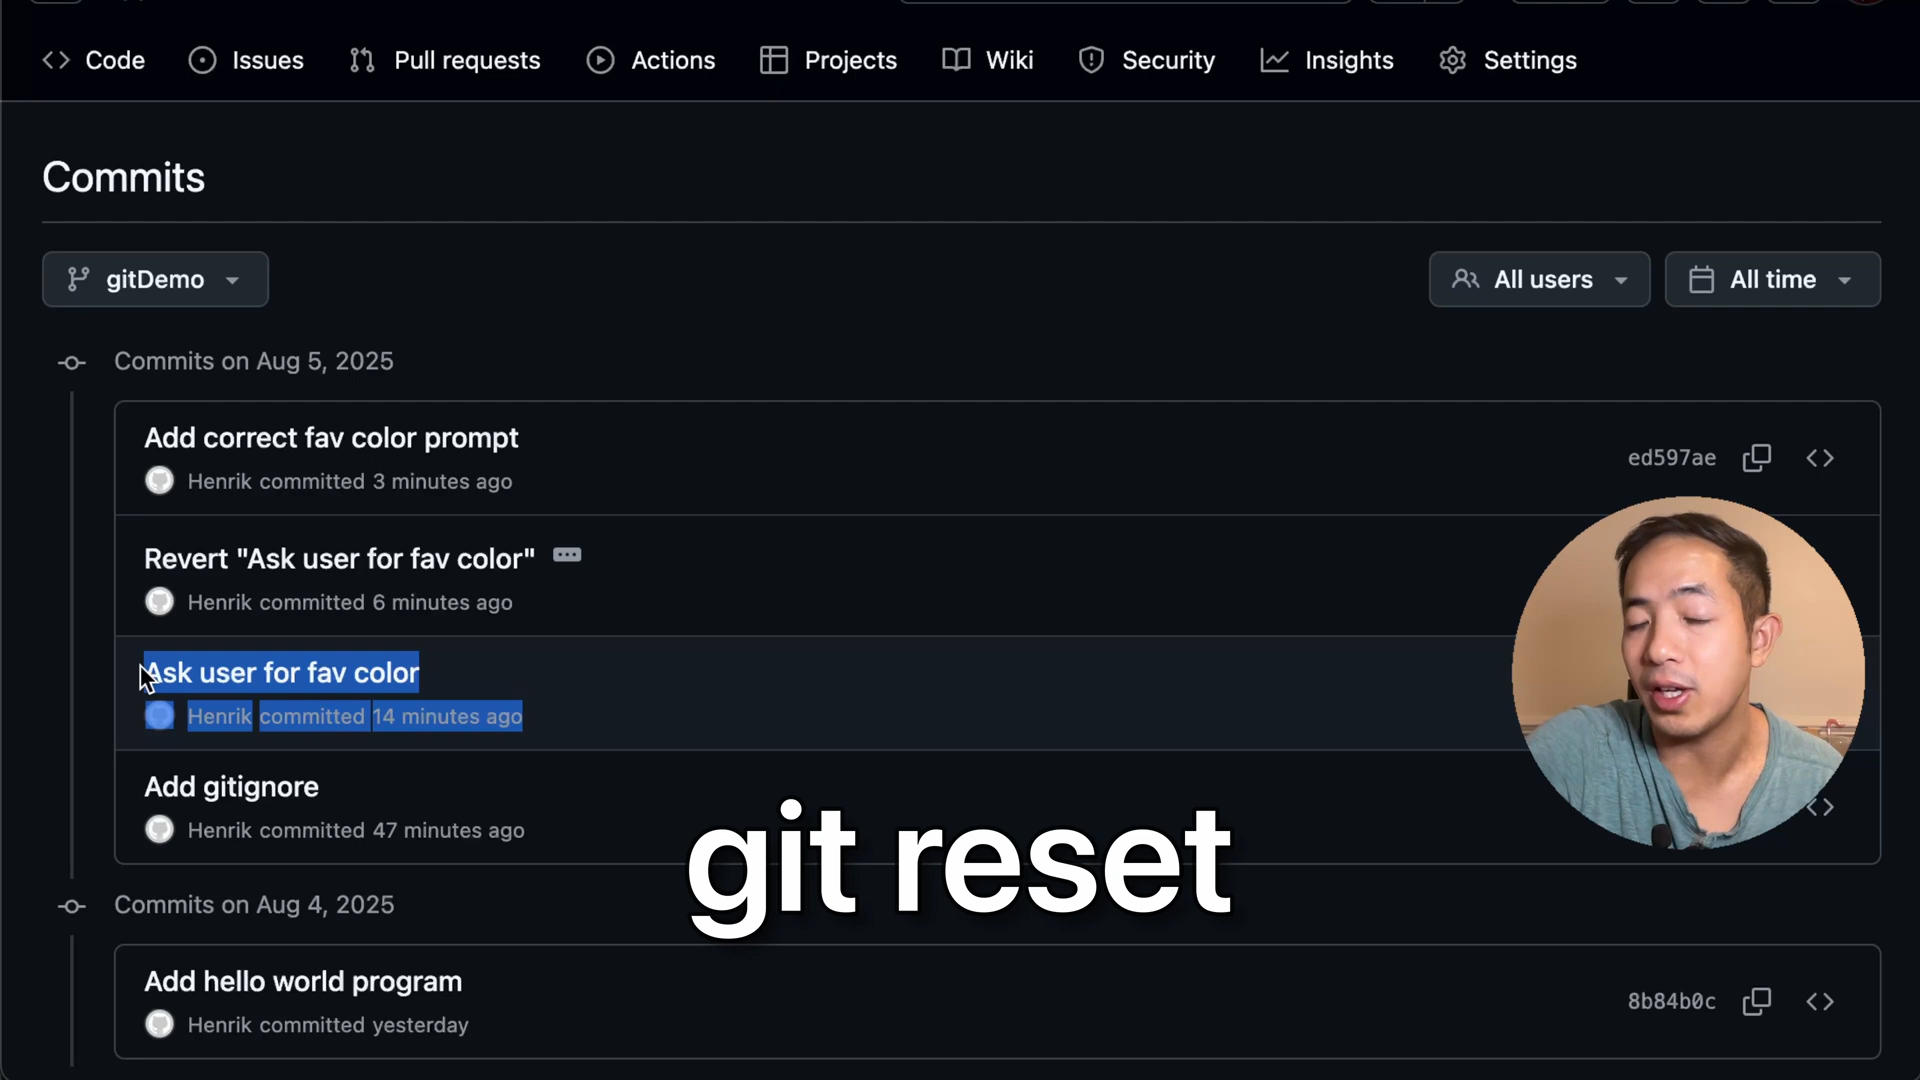 Code Issues Pull requests Actions Projects Wiki Security Insights Settings
Commits
gitDemo All users All time
Commits on Aug 5, 2025
Add correct fav color prompt
Henrik committed 3 minutes ago
ed597ae
Revert "Ask user for fav color"
Henrik committed 6 minutes ago
Ask user for fav color
Henrik committed 14 minutes ago
Add gitignore
Henrik committed 47 minutes ago
git reset
Commits on Aug 4, 2025
Add hello world program
Henrik committed yesterday
8b84b0c